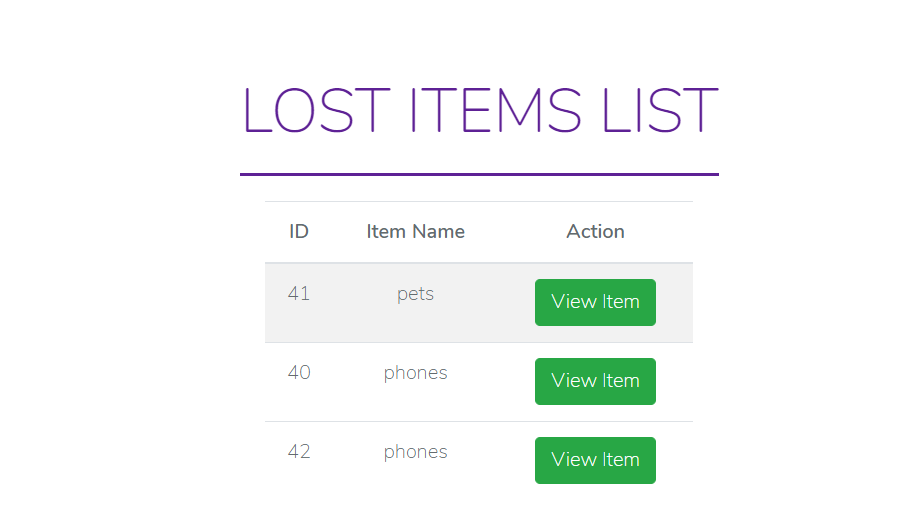 LOST ITEMS LIST
ID Item Name Action
41 pets View Item
40 phones View Item
42 phones View Item